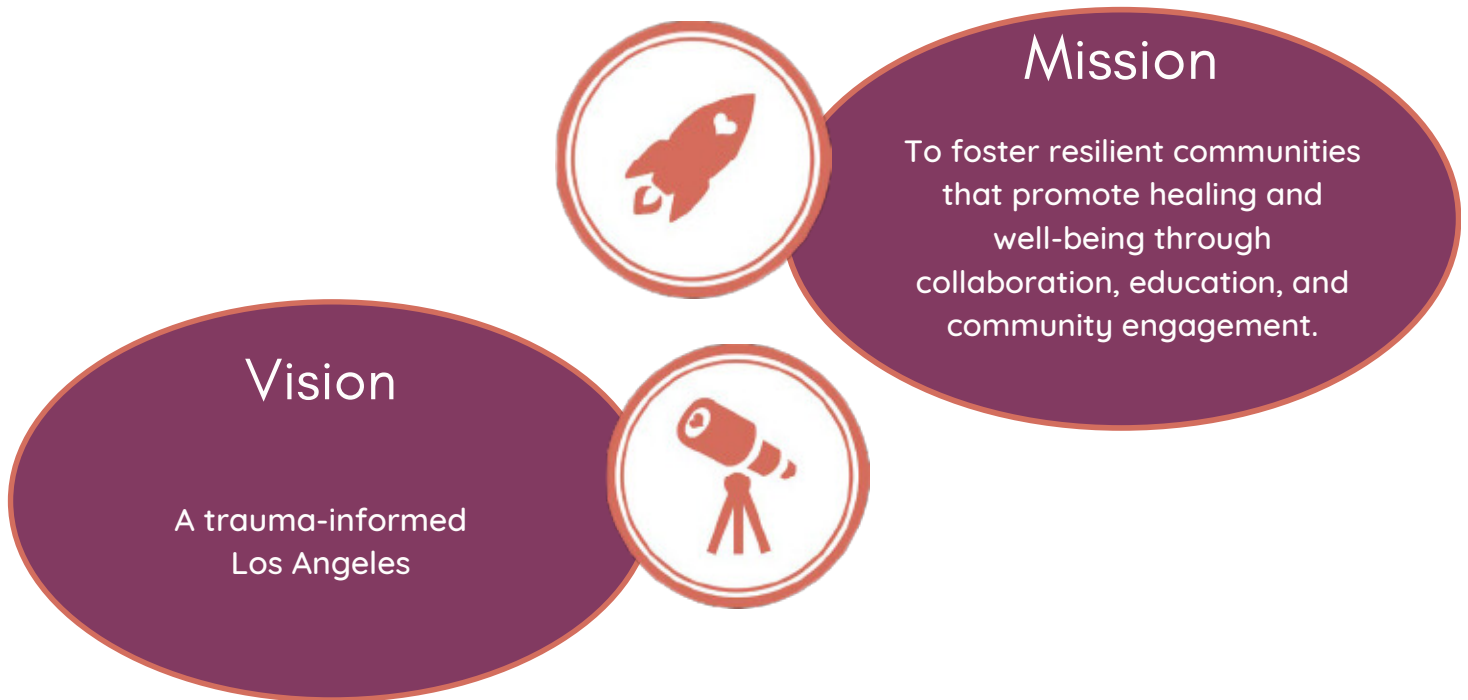 Mission
To foster resilient communities
that promote healing and
well-being through
collaboration, education, and
community engagement.
Vision
A trauma-informed
Los Angeles